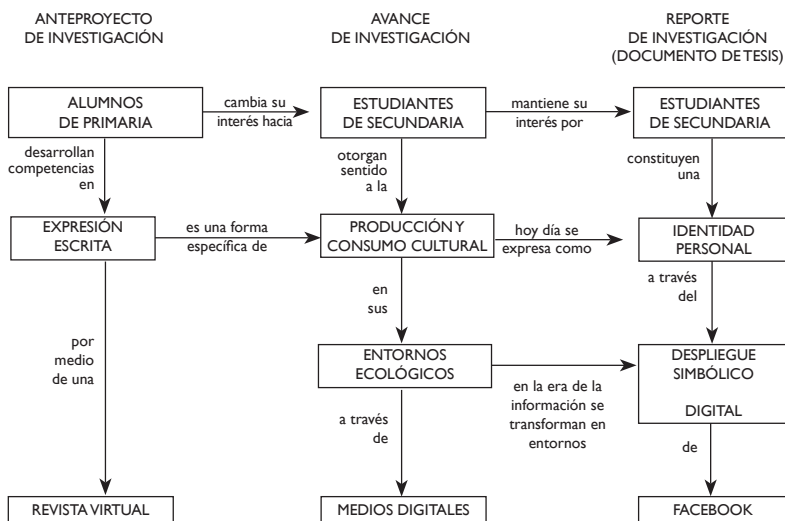 ANTEPROYECTO
DE INVESTIGACIÓN
AVANCE
DE INVESTIGACIÓN
REPORTE
DE INVESTIGACIÓN
(DOCUMENTO DE TESIS)
ALUMNOS
DE PRIMARIA
cambia su
interés hacia
ESTUDIANTES
DE SECUNDARIA
mantiene su
interés por
ESTUDIANTES
DE SECUNDARIA
desarrollan
competencias
en
otorgan
sentido
a la
constituyen
una
EXPRESIÓN
ESCRITA
es una forma
específica de
PRODUCCIÓN Y
CONSUMO CULTURAL
hoy día se
expresa como
IDENTIDAD
PERSONAL
por
medio
de una
en
sus
a través
del
ENTORNOS
ECOLÓGICOS
en la era de la
información se
transforman en
entornos
DESPLIEGUE
SIMBÓLICO
DIGITAL
a través
de
de
REVISTA VIRTUAL
MEDIOS DIGITALES
FACEBOOK